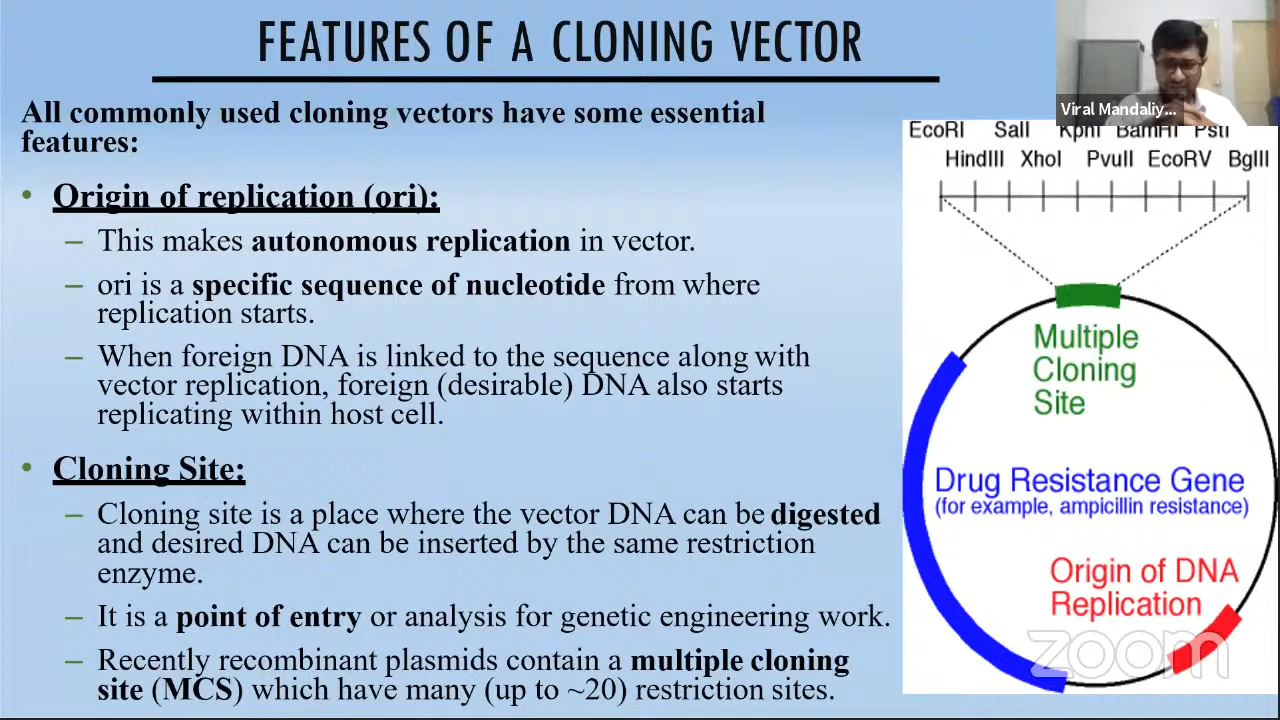 FEATURES OF A CLONING VECTOR
Viral Mandaliy...
All commonly used cloning vectors have some essential
features:
• Origin of replication (ori):
– This makes autonomous replication in vector.
– ori is a specific sequence of nucleotide from where
replication starts.
– When foreign DNA is linked to the sequence along with
vector replication, foreign (desirable) DNA also starts
replicating within host cell.
• Cloning Site:
– Cloning site is a place where the vector DNA can be digested
and desired DNA can be inserted by the same restriction
enzyme.
– It is a point of entry or analysis for genetic engineering work.
– Recently recombinant plasmids contain a multiple cloning
site (MCS) which have many (up to ~20) restriction sites.
EcoRI SalI KpnI BamHI PstI
HindIII XhoI PvuII EcoRV BglII
Multiple
Cloning
Site
Drug Resistance Gene
(for example, ampicillin resistance)
Origin of DNA
Replication
zoom